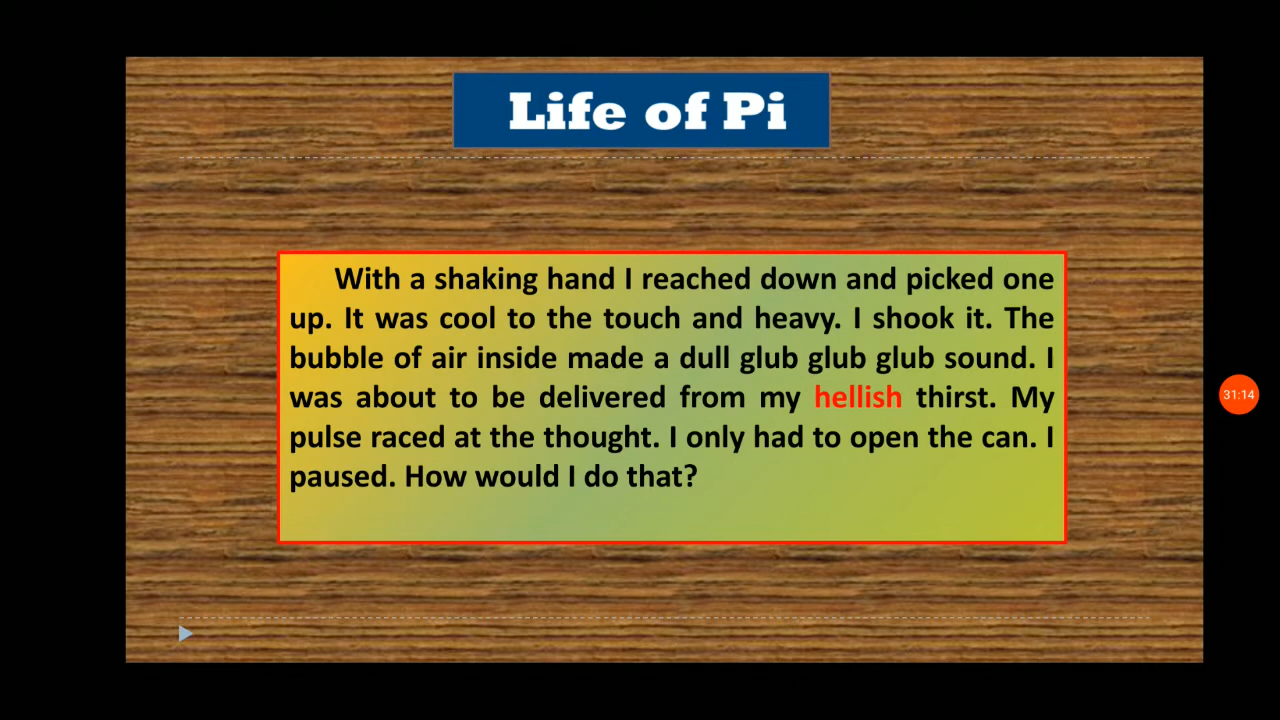 Life of Pi
With a shaking hand I reached down and picked one
up. It was cool to the touch and heavy. I shook it. The
bubble of air inside made a dull glub glub glub sound. I
was about to be delivered from my hellish thirst. My
pulse raced at the thought. I only had to open the can. I
paused. How would I do that?
31:14